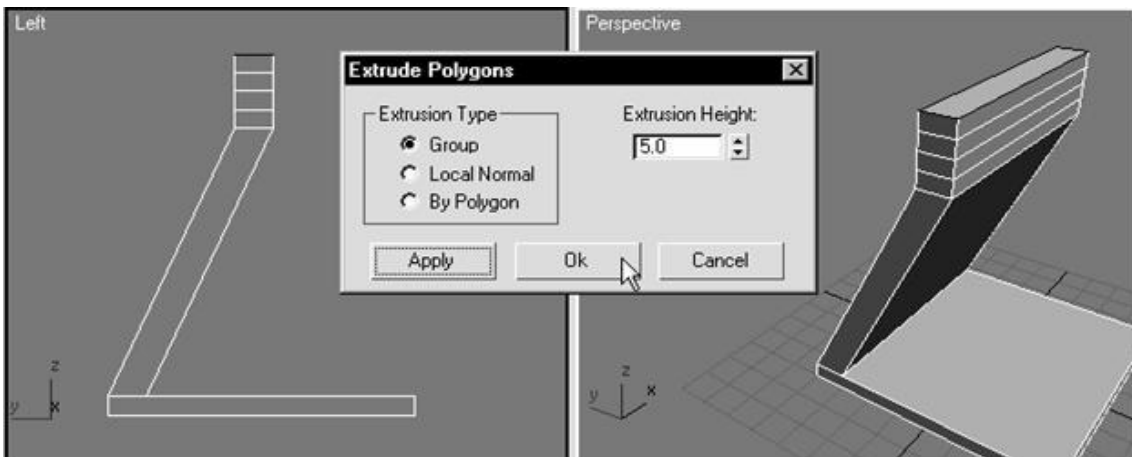 Left
Perspective
Extrude Polygons
Extrusion Type
Group
Local Normal
By Polygon
Extrusion Height:
5.0
Apply
Ok
Cancel
z
y
x
z
y
x